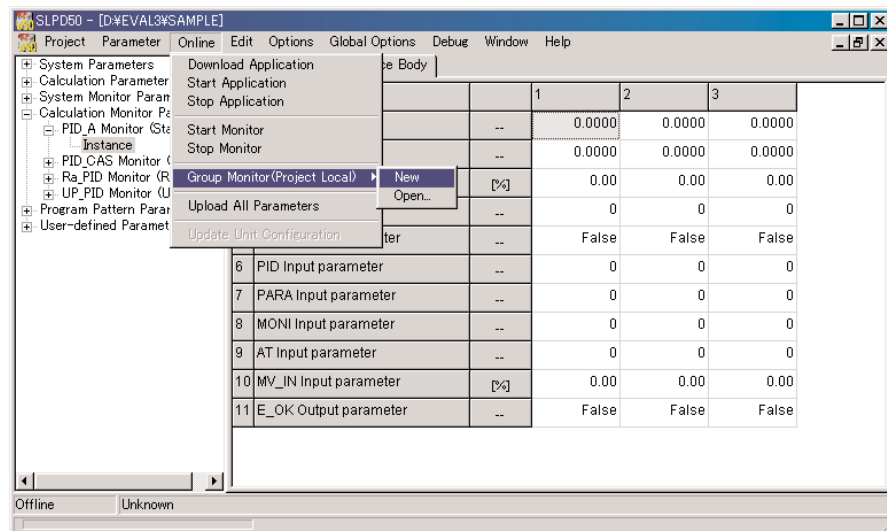 SLPD50 - [D:¥EVAL3¥SAMPLE]
Project Parameter Online Edit Options Global Options Debug Window Help
System Parameters
Calculation Parameter
System Monitor Param
Calculation Monitor Pa
PID_A Monitor (Sta
Instance
PID_CAS Monitor (
Ra_PID Monitor (R
UP_PID Monitor (U
Program Pattern Parar
User-defined Paramet
Download Application
Start Application
Stop Application
Start Monitor
Stop Monitor
Group Monitor(Project Local)
Upload All Parameters
Update Unit Configuration
New
Open...
ce Body
1 2 3
-- 0.0000 0.0000 0.0000
-- 0.0000 0.0000 0.0000
[%] 0.00 0.00 0.00
-- 0 0 0
ter -- False False False
6 PID Input parameter -- 0 0 0
7 PARA Input parameter -- 0 0 0
8 MONI Input parameter -- 0 0 0
9 AT Input parameter -- 0 0 0
10 MV_IN Input parameter [%] 0.00 0.00 0.00
11 E_OK Output parameter -- False False False
Offline Unknown